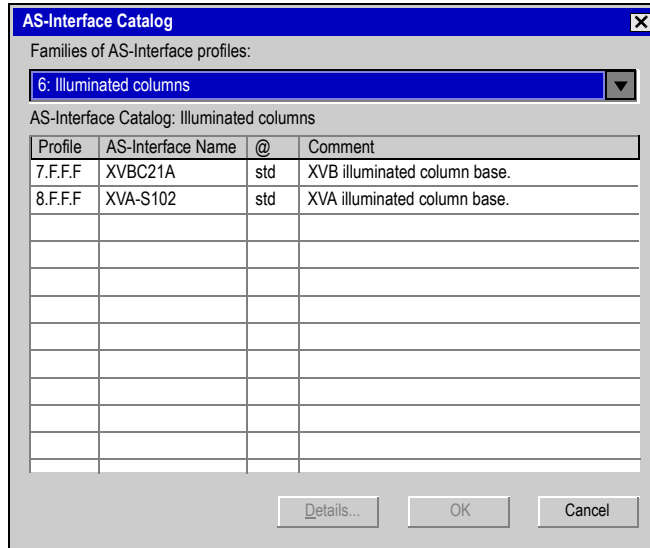 AS-Interface Catalog
Families of AS-Interface profiles:
6: Illuminated columns
AS-Interface Catalog: Illuminated columns
Profile AS-Interface Name @ Comment
7.F.F.F XVBC21A std XVB illuminated column base.
8.F.F.F XVA-S102 std XVA illuminated column base.
Details... OK Cancel